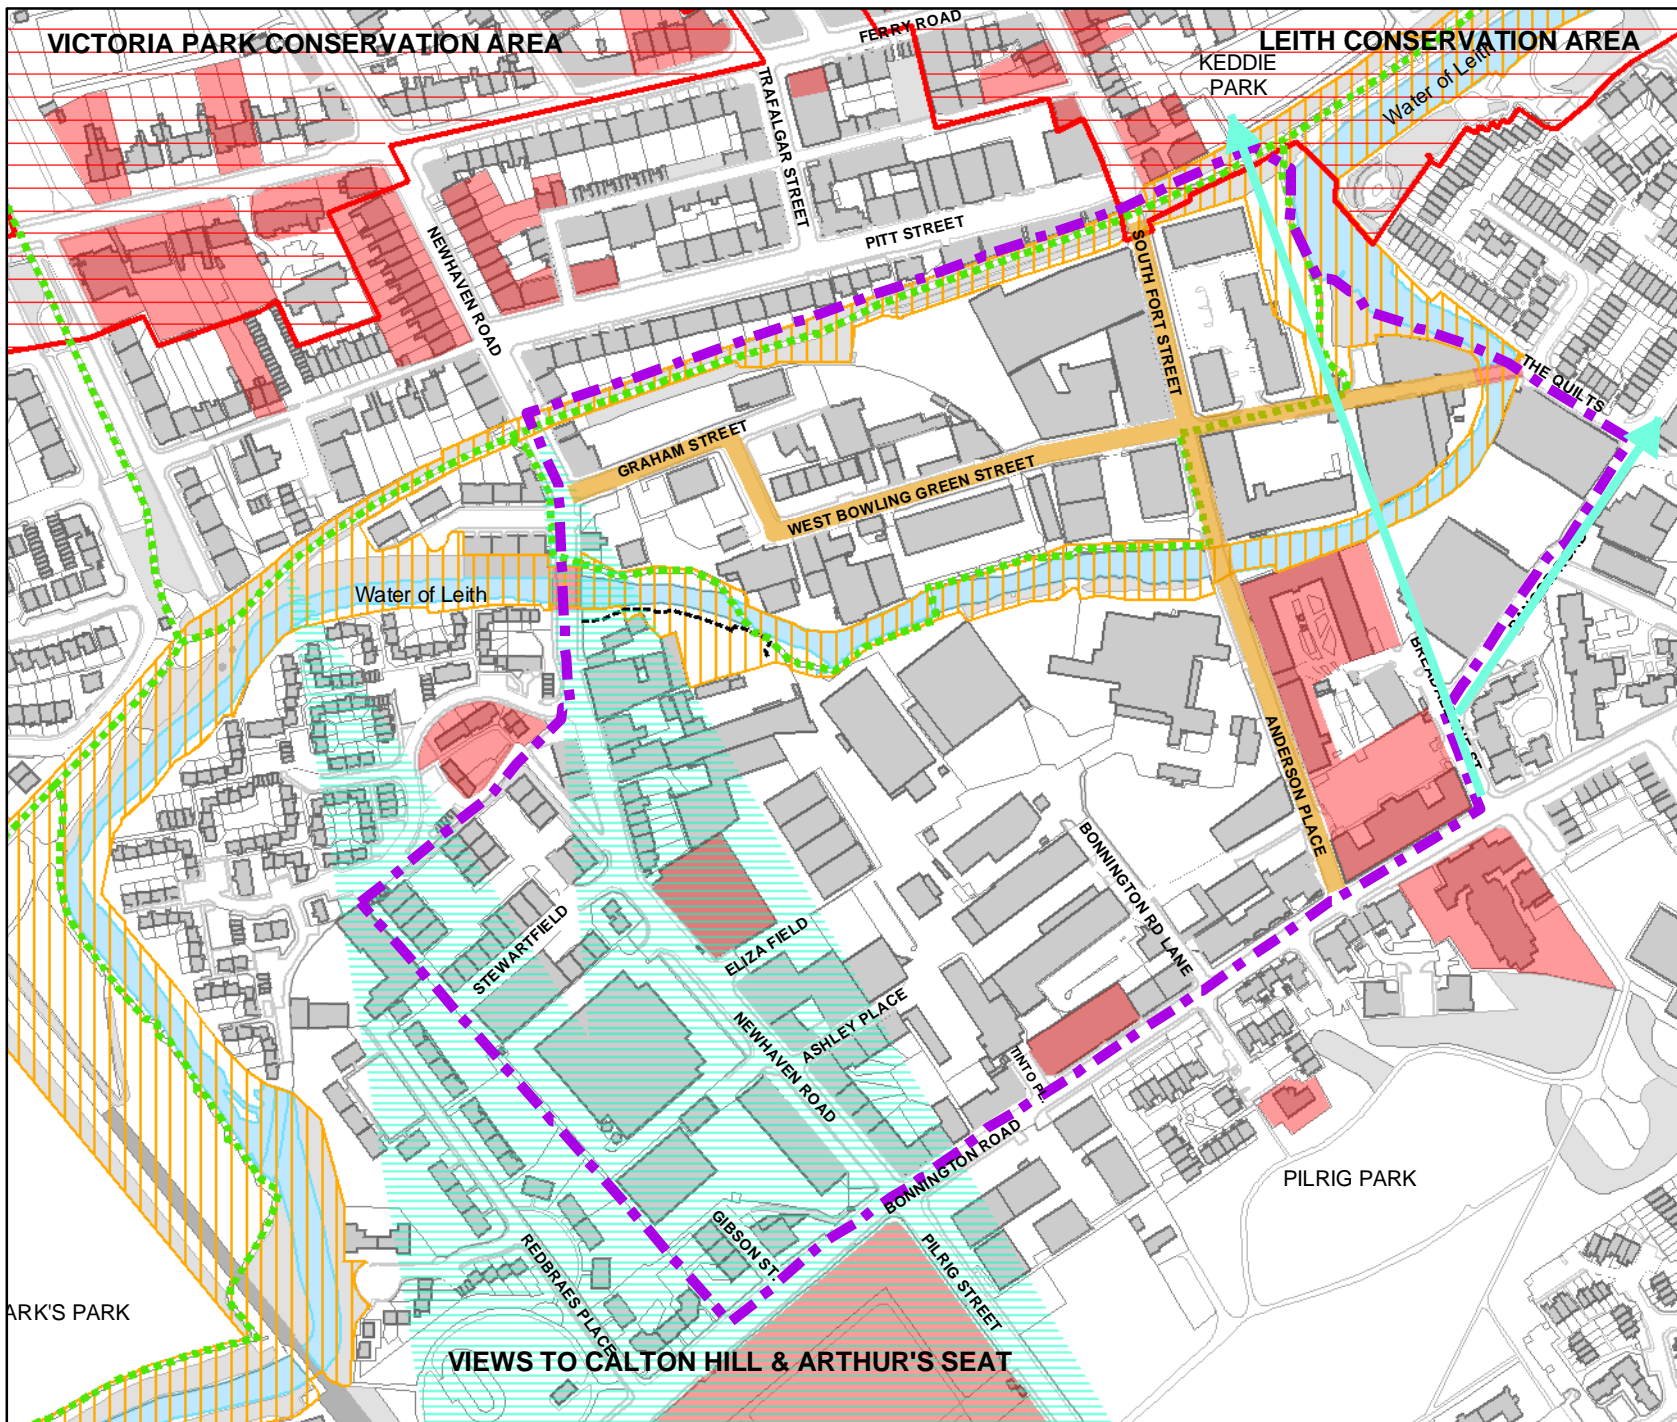 VICTORIA PARK CONSERVATION AREA
FERRY ROAD
LEITH CONSERVATION AREA
KEDDIE
PARK
Water of Leith
TRAFALGAR STREET
PITT STREET
NEWHAVEN ROAD
SOUTH FORT STREET
THE QUILTS
GRAHAM STREET
WEST BOWLING GREEN STREET
Water of Leith
ANDERSON PLACE
BONNINGTON RD LANE
STEWARTFIELD
ELIZA FIELD
ASHLEY PLACE
NEWHAVEN ROAD
TINTO PL.
BONNINGTON ROAD
PILRIG PARK
GIBSON ST.
PILRIG STREET
REDBRAES PLACE
ARK'S PARK
VIEWS TO CALTON HILL & ARTHUR'S SEAT